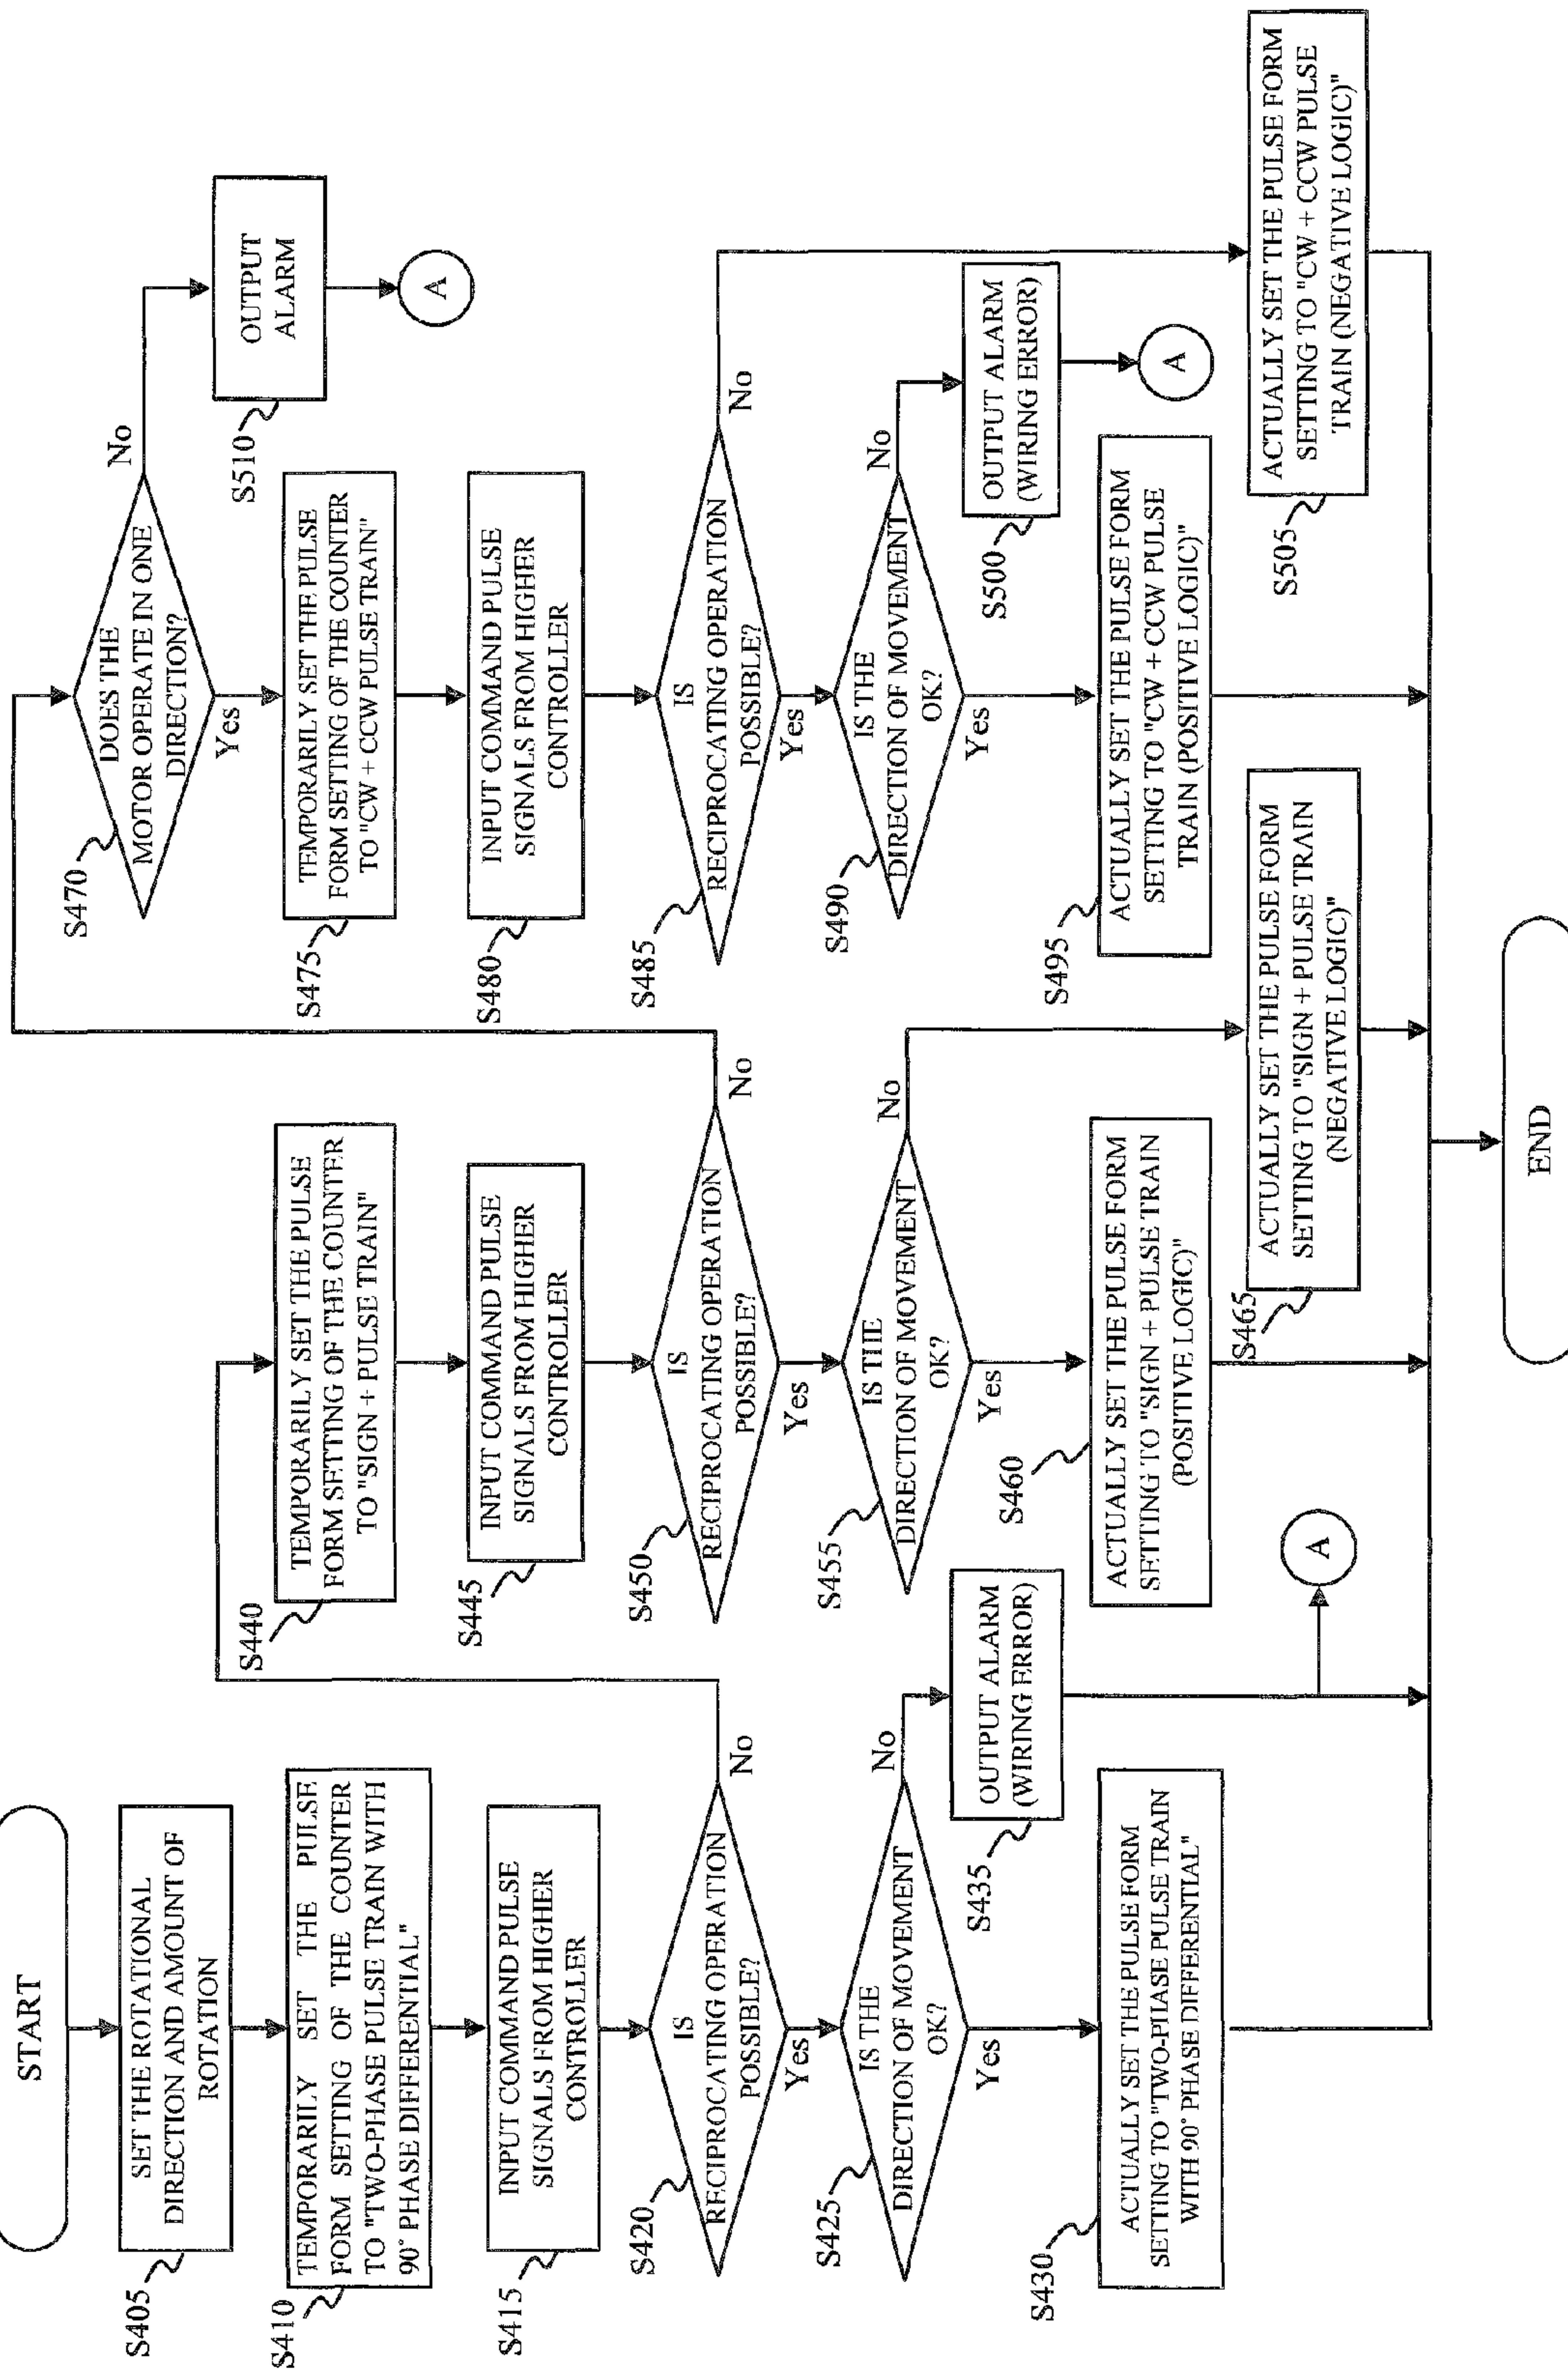 START
S405
SET THE ROTATIONAL
DIRECTION AND AMOUNT OF
ROTATION
S410
TEMPORARILY SET THE PULSE
FORM SETTING OF THE COUNTER
TO "TWO-PHASE PULSE TRAIN WITH
90° PHASE DIFFERENTIAL"
S415
INPUT COMMAND PULSE
SIGNALS FROM HIGHER
CONTROLLER
S420
IS
RECIPROCATING OPERATION
POSSIBLE?
No
Yes
S425
IS THE
DIRECTION OF MOVEMENT
OK?
No
Yes
S435
OUTPUT ALARM
(WIRING ERROR)
A
S430
ACTUALLY SET THE PULSE FORM
SETTING TO "TWO-PHASE PULSE TRAIN
WITH 90° PHASE DIFFERENTIAL"
S440
TEMPORARILY SET THE PULSE
FORM SETTING OF THE COUNTER
TO "SIGN + PULSE TRAIN"
S445
INPUT COMMAND PULSE
SIGNALS FROM HIGHER
CONTROLLER
S450
IS
RECIPROCATING OPERATION
POSSIBLE?
No
Yes
S455
IS THE
DIRECTION OF MOVEMENT
OK?
No
Yes
S460
ACTUALLY SET THE PULSE FORM
SETTING TO "SIGN + PULSE TRAIN
(POSITIVE LOGIC)"
S465
ACTUALLY SET THE PULSE FORM
SETTING TO "SIGN + PULSE TRAIN
(NEGATIVE LOGIC)"
S470
DOES THE
MOTOR OPERATE IN ONE
DIRECTION?
No
Yes
S510
OUTPUT
ALARM
A
S475
TEMPORARILY SET THE PULSE
FORM SETTING OF THE COUNTER
TO "CW + CCW PULSE TRAIN"
S480
INPUT COMMAND PULSE
SIGNALS FROM HIGHER
CONTROLLER
S485
IS
RECIPROCATING OPERATION
POSSIBLE?
No
Yes
S490
IS THE
DIRECTION OF MOVEMENT
OK?
No
Yes
S500
OUTPUT ALARM
(WIRING ERROR)
A
S495
ACTUALLY SET THE PULSE FORM
SETTING TO "CW + CCW PULSE
TRAIN (POSITIVE LOGIC)"
S505
ACTUALLY SET THE PULSE FORM
SETTING TO "CW + CCW PULSE
TRAIN (NEGATIVE LOGIC)"
END